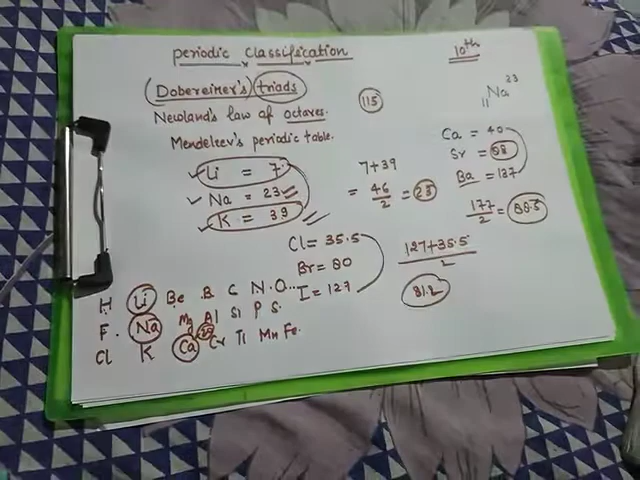 periodic classification
10th
(Dobereiner's) triads
Newland's law of octaves.
115
Mendeleev's periodic table.
11 Na 23
Li = 7
Na = 23
K = 39
7+39
= 46/2 = 23
Ca = 40
Sr = 88
Ba = 137
177/2 = 88.5
Cl = 35.5
Br = 80
I = 127
127+35.5
2
81.2
H Li Be B C N O..
F. Na Mg Al Si P S.
Cl K Ca Cr Ti Mn Fe.